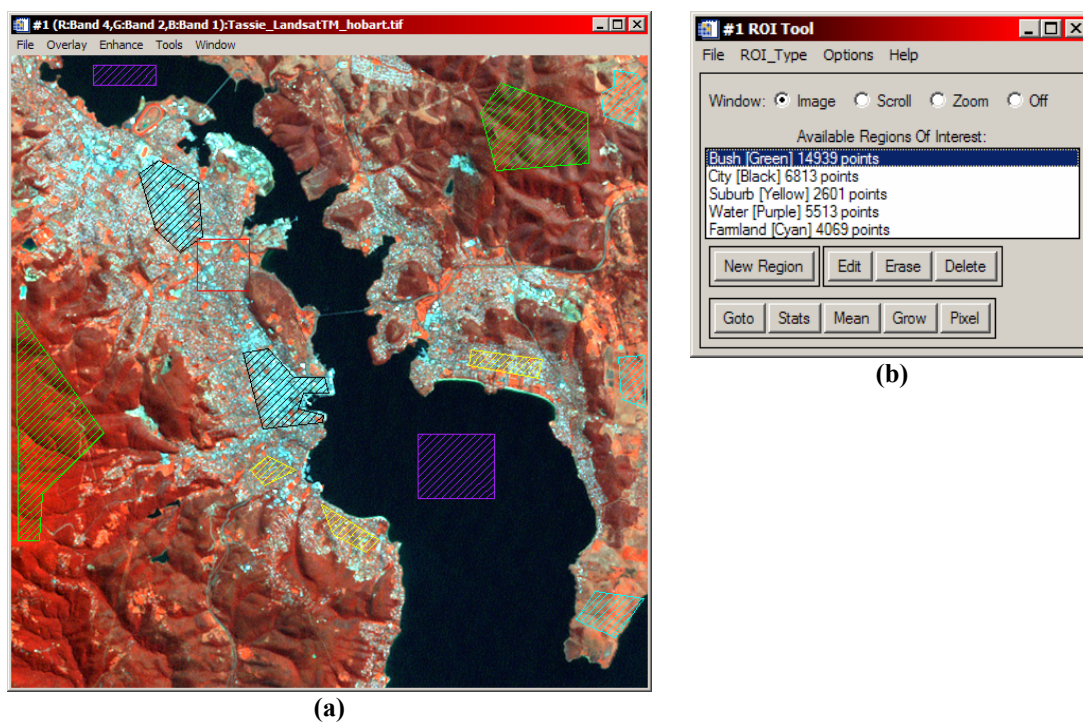 #1 (R:Band 4,G:Band 2,B:Band 1):Tassie_LandsatTM_hobart.tif
File Overlay Enhance Tools Window
(a)
#1 ROI Tool
File ROI_Type Options Help
Window: Image Scroll Zoom Off
Available Regions Of Interest:
Bush [Green] 14939 points
City [Black] 6813 points
Suburb [Yellow] 2601 points
Water [Purple] 5513 points
Farmland [Cyan] 4069 points
New Region Edit Erase Delete
Goto Stats Mean Grow Pixel
(b)